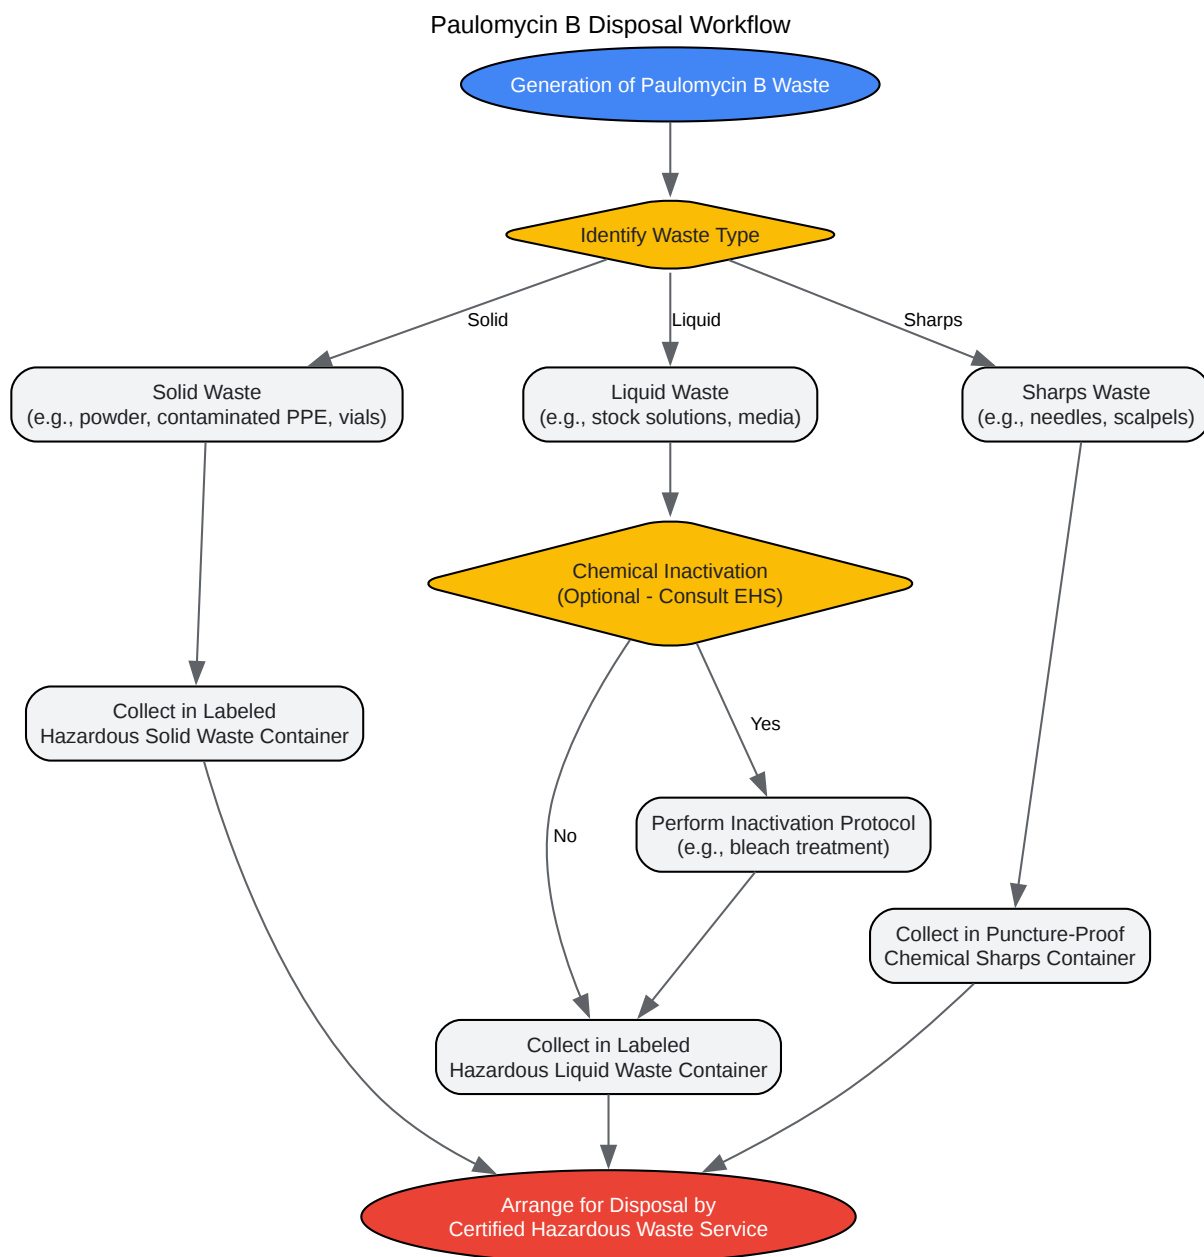 Paulomycin B Disposal Workflow
Generation of Paulomycin B Waste
Identify Waste Type
Solid
Liquid
Sharps
Solid Waste
(e.g., powder, contaminated PPE, vials)
Liquid Waste
(e.g., stock solutions, media)
Sharps Waste
(e.g., needles, scalpels)
Chemical Inactivation
(Optional - Consult EHS)
Collect in Labeled
Hazardous Solid Waste Container
Yes
No
Perform Inactivation Protocol
(e.g., bleach treatment)
Collect in Puncture-Proof
Chemical Sharps Container
Collect in Labeled
Hazardous Liquid Waste Container
Arrange for Disposal by
Certified Hazardous Waste Service